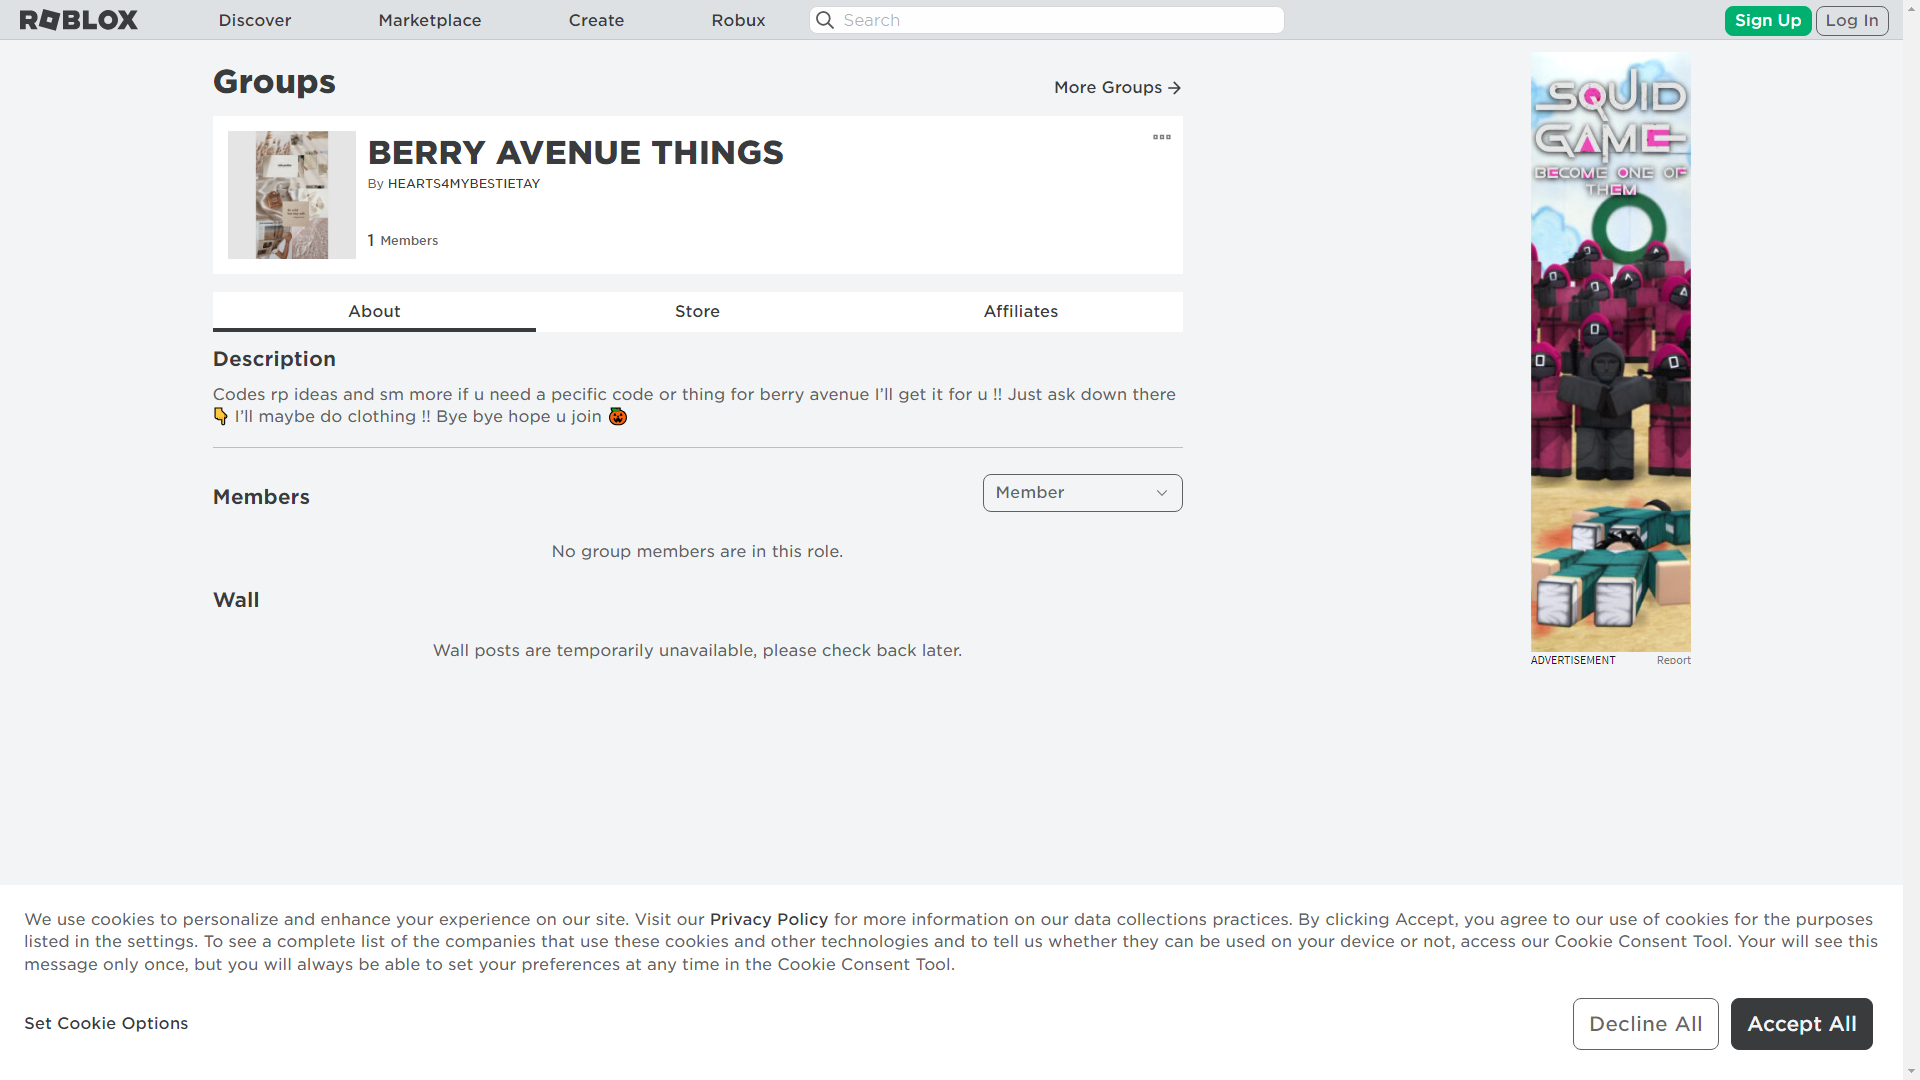 ROBLOX Discover Marketplace Create Robux Search Sign Up Log In
Groups
More Groups
BERRY AVENUE THINGS
By HEARTS4MYBESTIETAY
1 Members
About Store Affiliates
Description
Codes rp ideas and sm more if u need a pecific code or thing for berry avenue I’ll get it for u !! Just ask down there
👇 I’ll maybe do clothing !! Bye bye hope u join 🎃
Members
Member
No group members are in this role.
Wall
Wall posts are temporarily unavailable, please check back later.
SQUID
GAME
BECOME ONE OF
THEM
ADVERTISEMENT Report
We use cookies to personalize and enhance your experience on our site. Visit our Privacy Policy for more information on our data collections practices. By clicking Accept, you agree to our use of cookies for the purposes
listed in the settings. To see a complete list of the companies that use these cookies and other technologies and to tell us whether they can be used on your device or not, access our Cookie Consent Tool. Your will see this
message only once, but you will always be able to set your preferences at any time in the Cookie Consent Tool.
Set Cookie Options
Decline All
Accept All